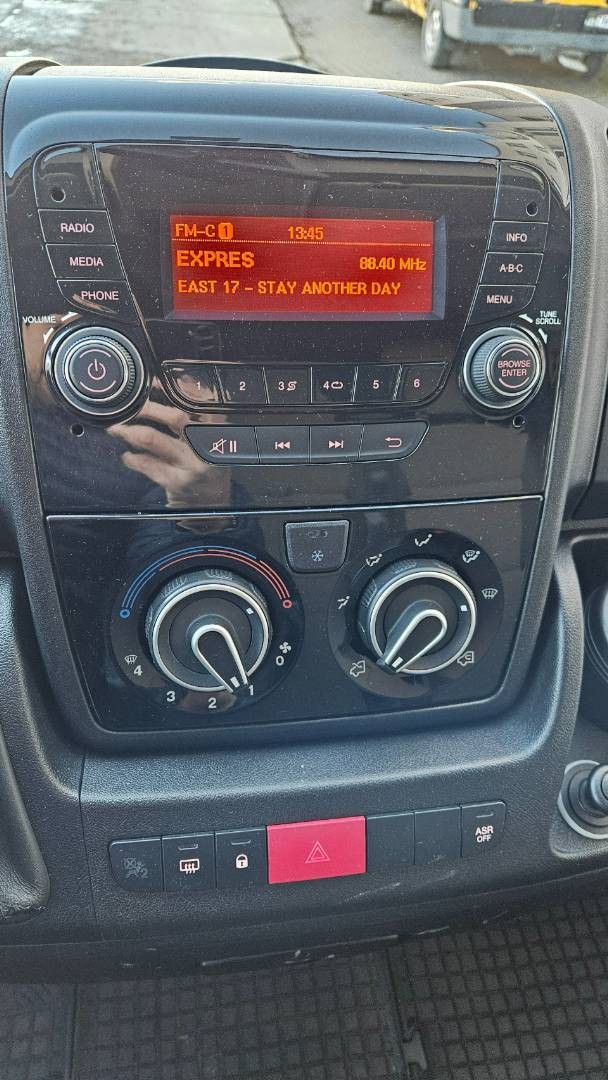 RADIO
MEDIA
PHONE
VOLUME
FM-C 1 13:45
EXPRES 88.40 MHz
EAST 17 - STAY ANOTHER DAY
INFO
A-B-C
MENU
TUNE
SCROLL
BROWSE
ENTER
1 2 3 4 5 6
4 3 2 1 0
2
ASR
OFF